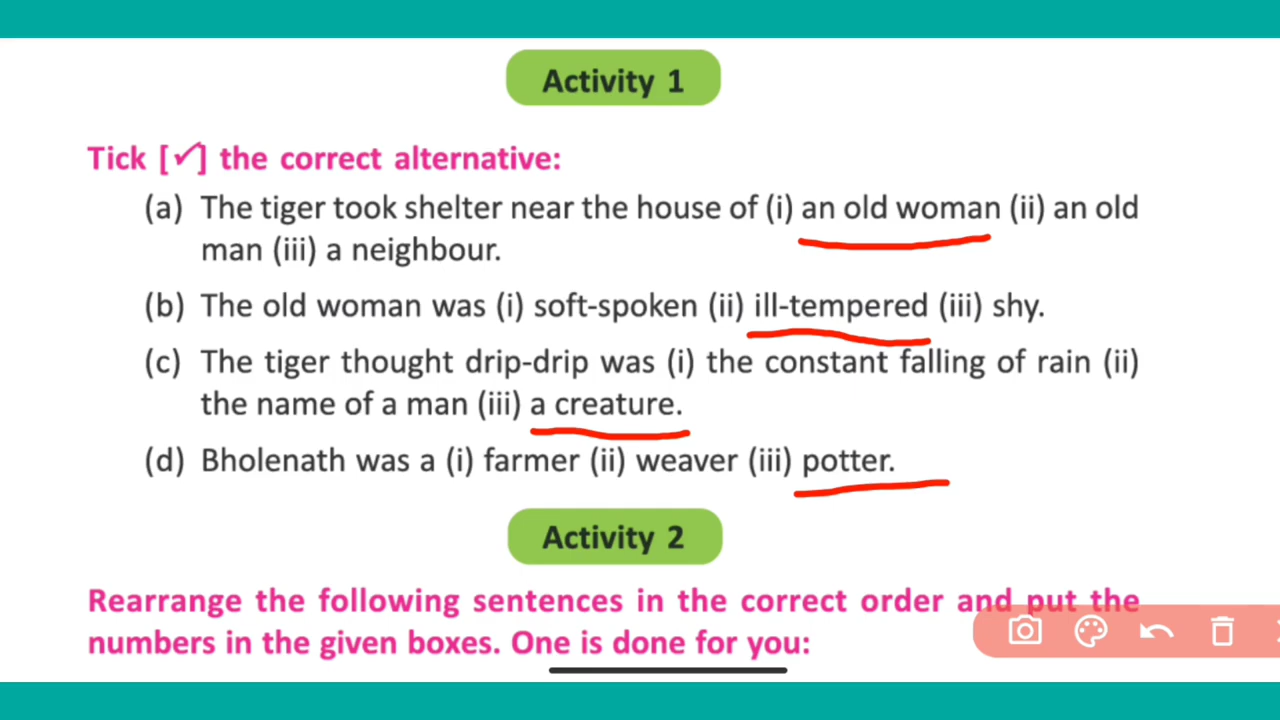 Activity 1
Tick [✓] the correct alternative:
(a) The tiger took shelter near the house of (i) an old woman (ii) an old
man (iii) a neighbour.
(b) The old woman was (i) soft-spoken (ii) ill-tempered (iii) shy.
(c) The tiger thought drip-drip was (i) the constant falling of rain (ii)
the name of a man (iii) a creature.
(d) Bholenath was a (i) farmer (ii) weaver (iii) potter.
Activity 2
Rearrange the following sentences in the correct order and put the
numbers in the given boxes. One is done for you: